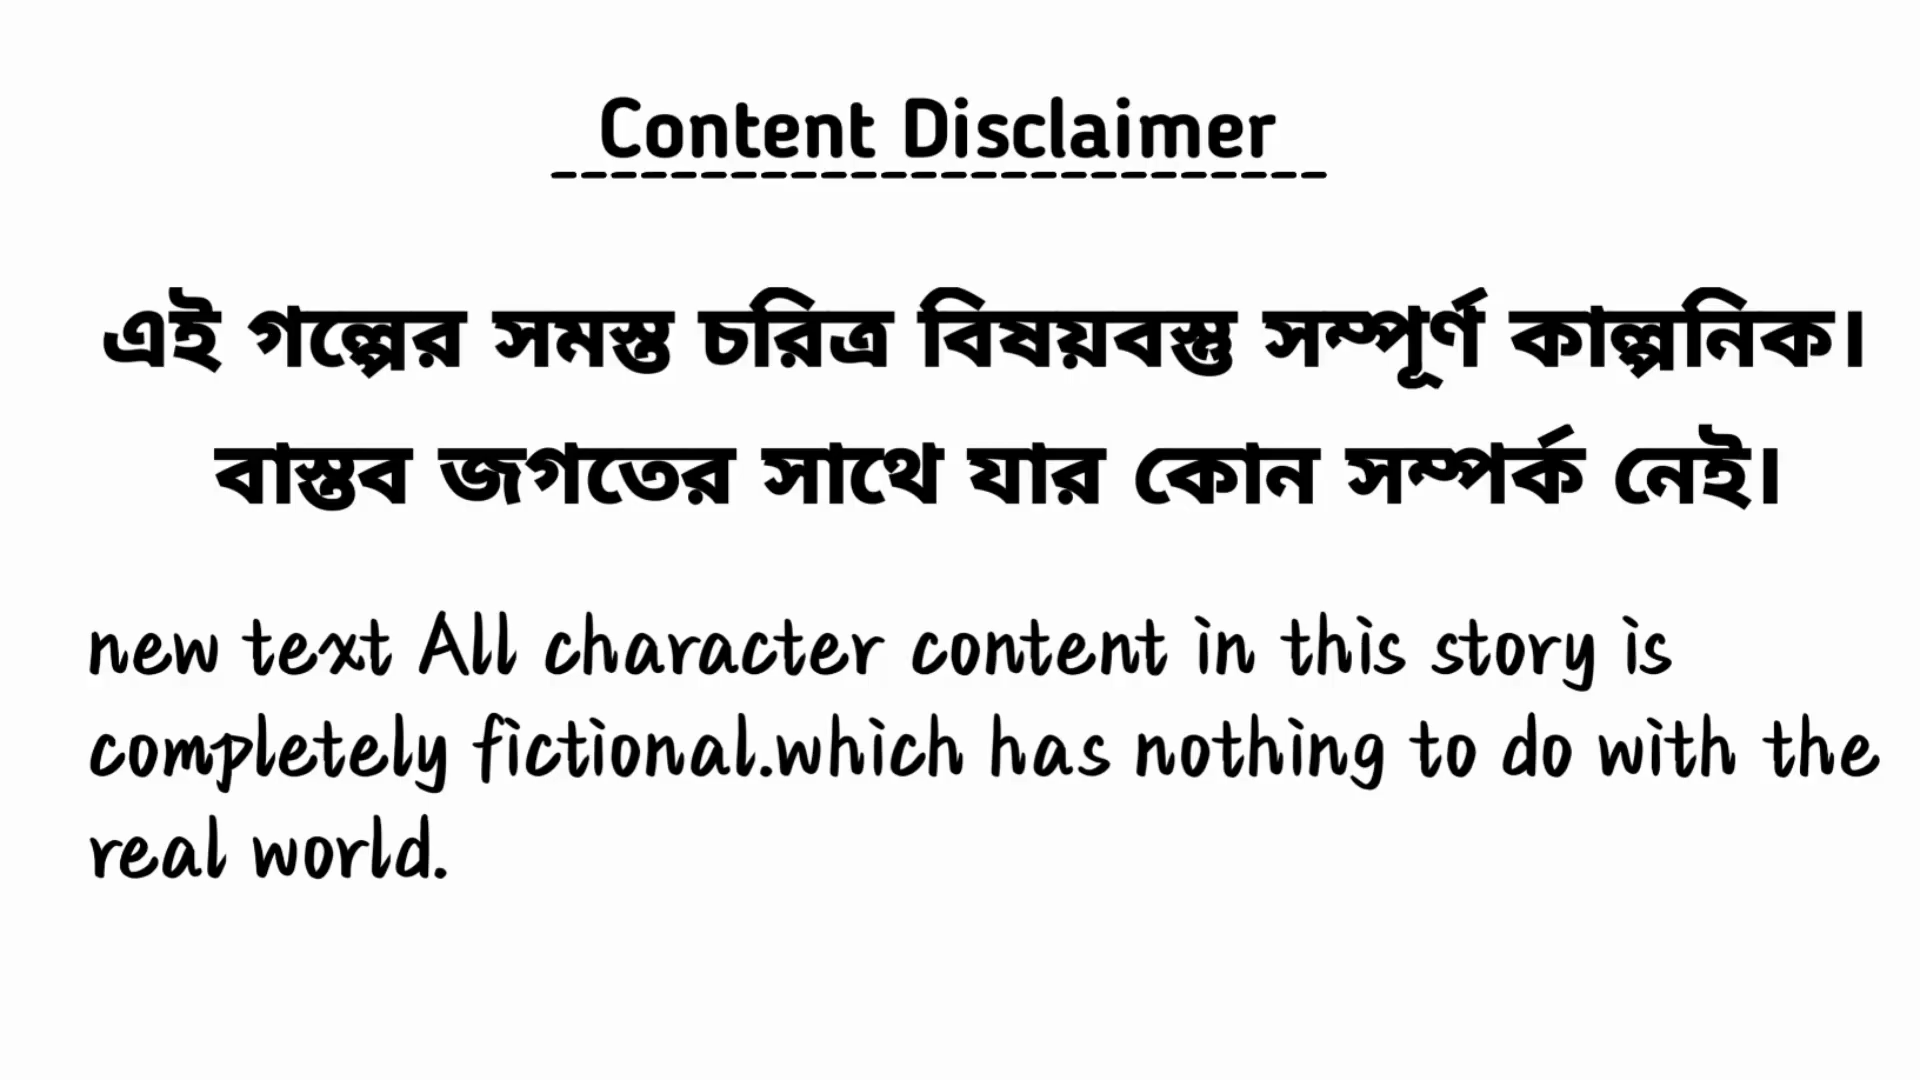 Content Disclaimer
এই গল্পের সমস্ত চরিত্র বিষয়বস্তু সম্পূর্ণ কাল্পনিক।
বাস্তব জগতের সাথে যার কোন সম্পর্ক নেই।
new text All character content in this story is
completely fictional.which has nothing to do with the
real world.